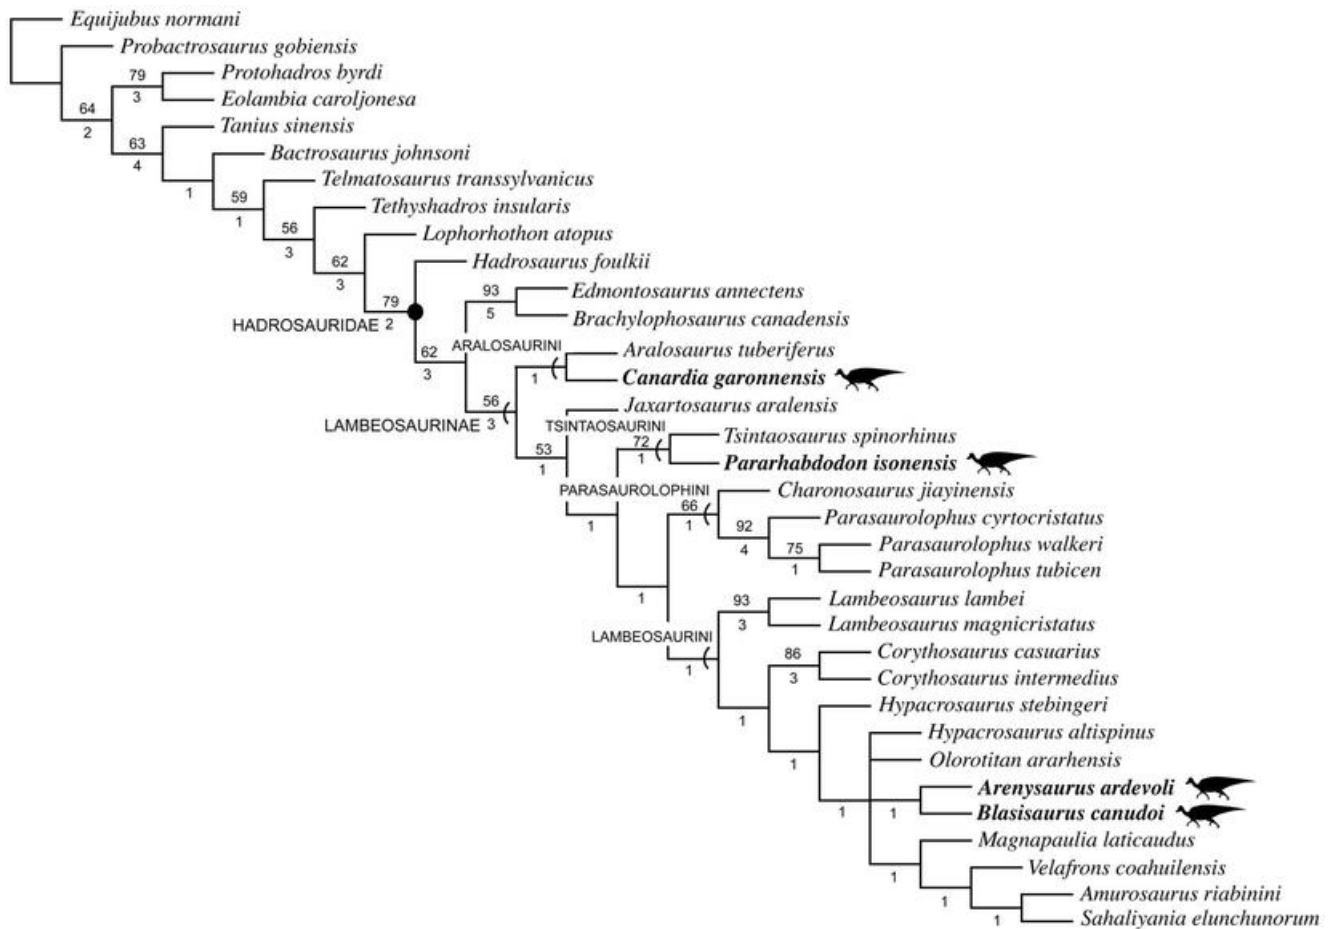 Equijubus normani
Probactrosaurus gobiensis
79 Protohadros byrdi
3
Eolambia caroljonesa
64
2
Tanius sinensis
63
4
Bactrosaurus johnsoni
1
Telmatosaurus transsylvanicus
59
1
Tethyshadros insularis
56
3
Lophorhothon atopus
62
3
Hadrosaurus foulkii
79
HADROSAURIDAE 2
93 Edmontosaurus annectens
5
Brachylophosaurus canadensis
62
3
ARALOSAURINI
Aralosaurus tuberiferus
1
Canardia garonnensis
56
LAMBEOSAURINAE 3
Jaxartosaurus aralensis
53
1
TSINTAOSAURINI
72
1
Tsintaosaurus spinorhinus
Pararhabdodon isonensis
1
PARASAUROLOPHINI
66
1
Charonosaurus jiayinensis
92
4
Parasaurolophus cyrtocristatus
75
1
Parasaurolophus walkeri
Parasaurolophus tubicen
1
93
3
Lambeosaurus lambei
Lambeosaurus magnicristatus
LAMBEOSAURINI
1
86
3
Corythosaurus casuarius
Corythosaurus intermedius
1
Hypacrosaurus stebingeri
1
Hypacrosaurus altispinus
Olorotitan ararhensis
1
1
Arenysaurus ardevoli
Blasisaurus canudoi
Magnapaulia laticaudus
1
Velafrons coahuilensis
1
Amurosaurus riabinini
1
Sahaliyania elunchunorum